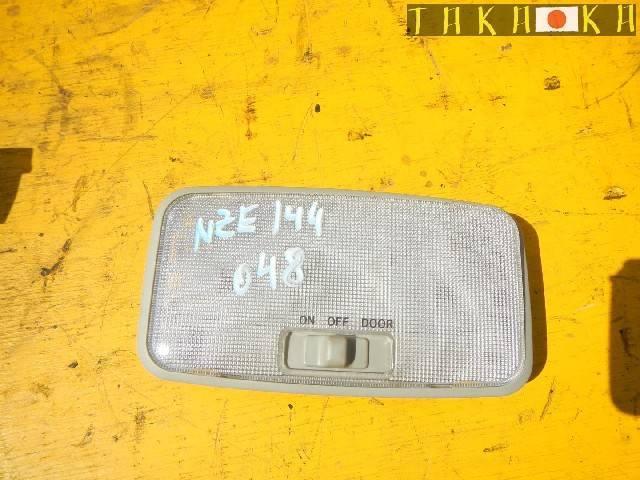 TAKAOKA
NZE 144
048
ON OFF DOOR